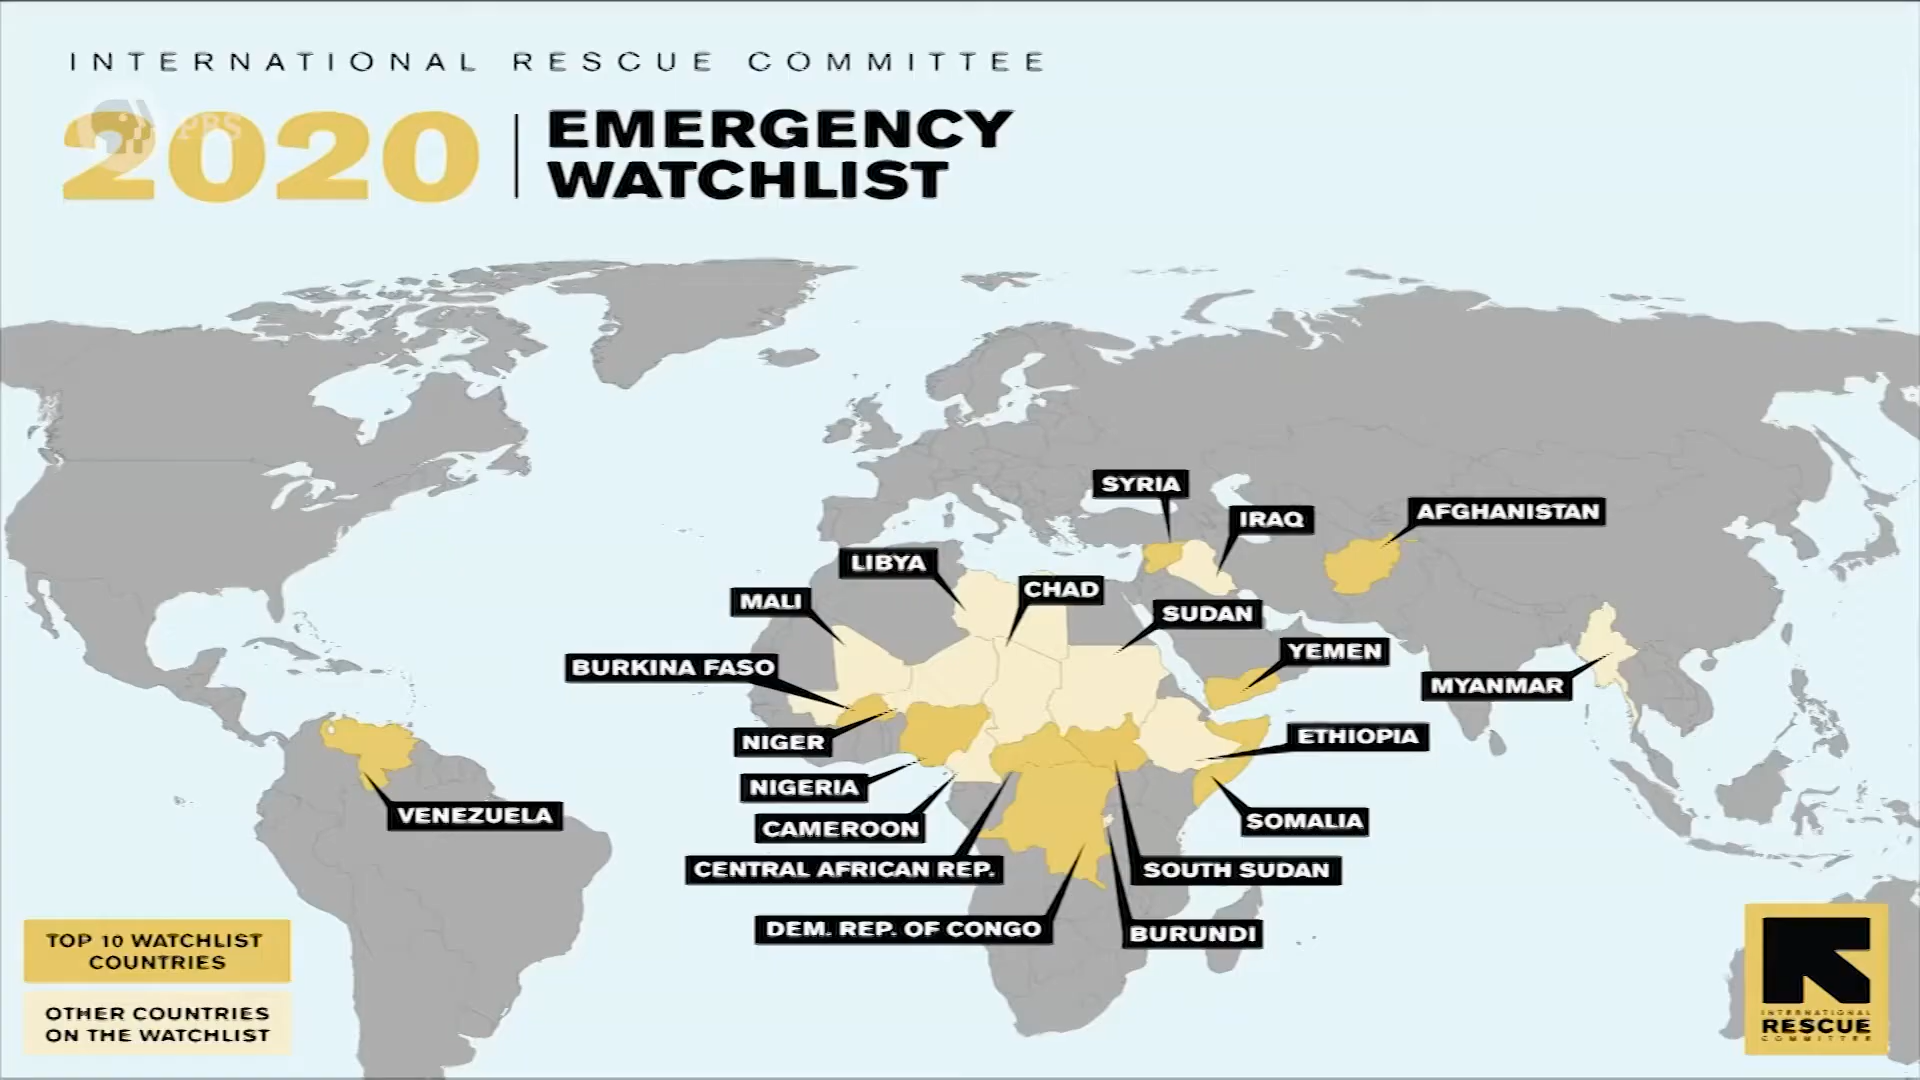 INTERNATIONAL RESCUE COMMITTEE
2020
PBS
EMERGENCY
WATCHLIST
SYRIA
IRAQ
AFGHANISTAN
LIBYA
CHAD
MALI
SUDAN
YEMEN
BURKINA FASO
MYANMAR
NIGER
ETHIOPIA
NIGERIA
VENEZUELA
CAMEROON
SOMALIA
CENTRAL AFRICAN REP.
SOUTH SUDAN
DEM. REP. OF CONGO
BURUNDI
TOP 10 WATCHLIST
COUNTRIES
OTHER COUNTRIES
ON THE WATCHLIST
INTERNATIONAL
RESCUE
COMMITTEE